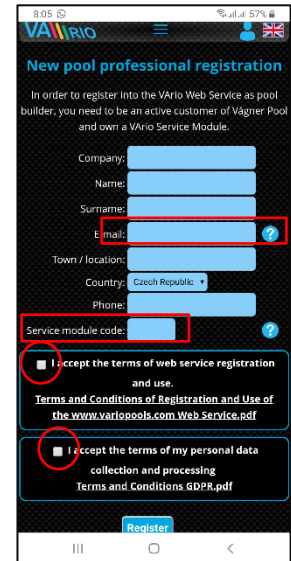 8:05 57%
VARIO
New pool professional registration
In order to register into the VArio Web Service as pool
builder, you need to be an active customer of Vágner Pool
and own a VArio Service Module.
Company:
Name:
Surname:
E-mail: ?
Town / location:
Country: Czech Republic
Phone:
Service module code: ?
I accept the terms of web service registration
and use.
Terms and Conditions of Registration and Use of
the www.variopools.com Web Service.pdf
I accept the terms of my personal data
collection and processing
Terms and Conditions GDPR.pdf
Register